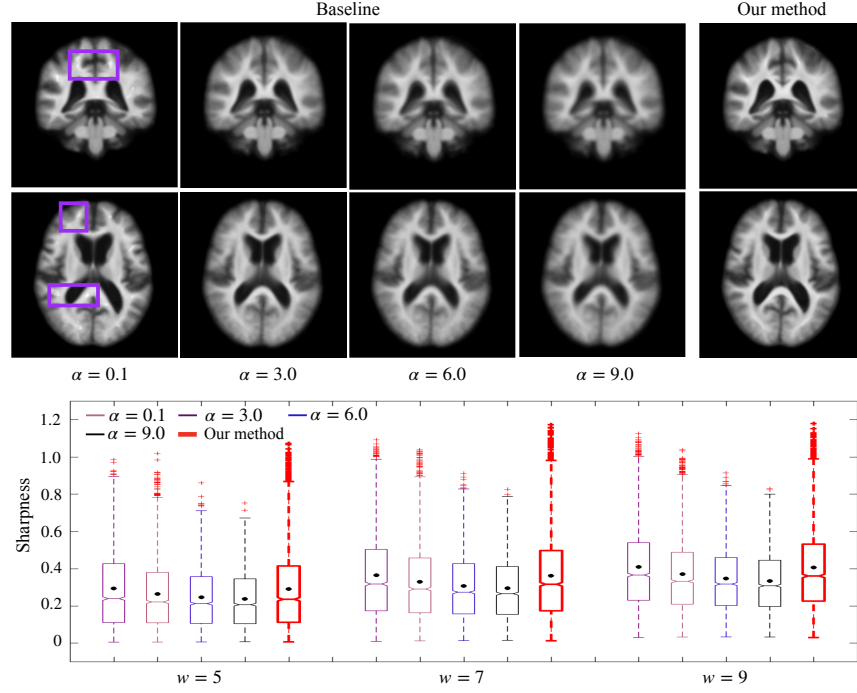 Baseline Our method
α = 0.1 α = 3.0 α = 6.0 α = 9.0
α = 0.1 α = 3.0 α = 6.0
α = 9.0 Our method
Sharpness
1.2
1.0
0.8
0.6
0.4
0.2
0
w = 5 w = 7 w = 9